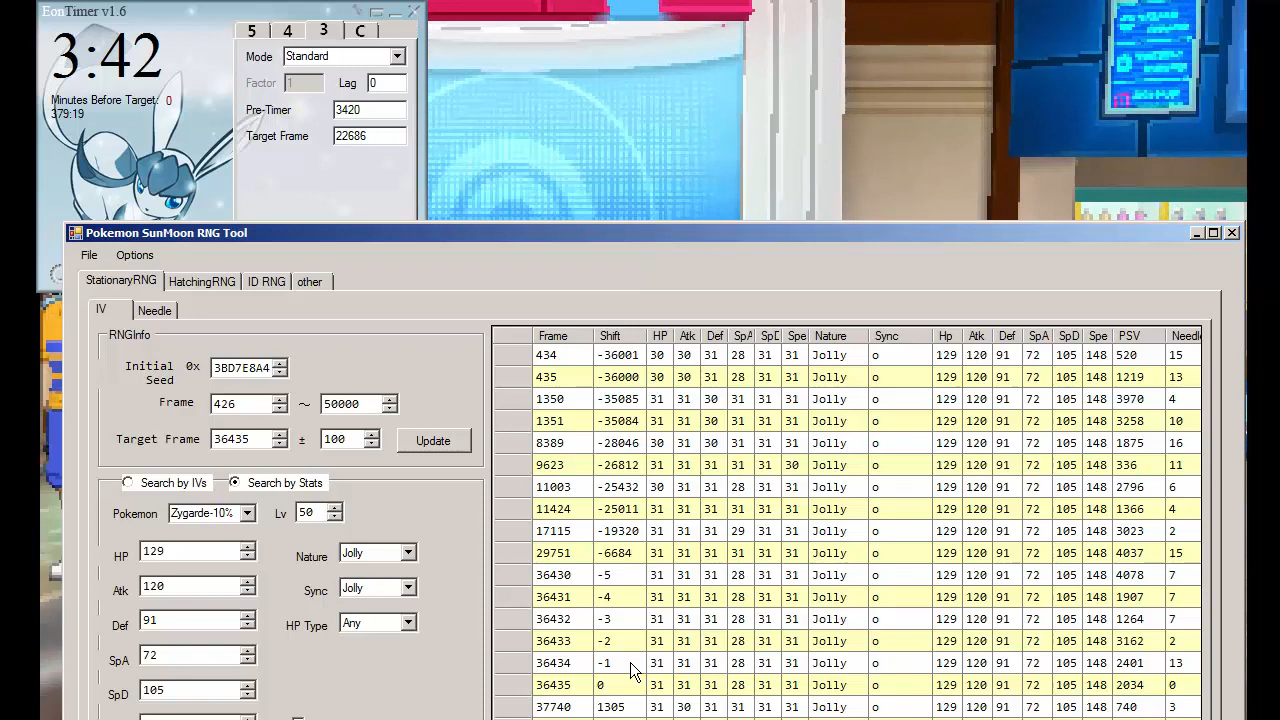 EonTimer v1.6
3:42
Minutes Before Target: 0
379:19
5 4 3 C
Mode Standard
Factor 1 Lag 0
Pre-Timer 3420
Target Frame 22686
Pokemon SunMoon RNG Tool
File Options
StationaryRNG HatchingRNG ID RNG other
IV Needle
RNGInfo
Initial Seed 0x 3BD7E8A4
Frame 426 ～ 50000
Target Frame 36435 ± 100 Update
Search by IVs Search by Stats
Pokemon Zygarde-10% Lv 50
HP 129 Nature Jolly
Atk 120 Sync Jolly
Def 91 HP Type Any
SpA 72
SpD 105
Frame Shift HP Atk Def SpA SpD Spe Nature Sync Hp Atk Def SpA SpD Spe PSV Needle
434 -36001 30 30 31 28 31 31 Jolly o 129 120 91 72 105 148 520 15
435 -36000 30 30 31 28 31 31 Jolly o 129 120 91 72 105 148 1219 13
1350 -35085 31 31 30 31 31 31 Jolly o 129 120 91 72 105 148 3970 4
1351 -35084 31 31 30 31 31 31 Jolly o 129 120 91 72 105 148 3258 10
8389 -28046 31 30 31 30 31 31 Jolly o 129 120 91 72 105 148 1875 16
9623 -26812 31 31 31 31 31 30 Jolly o 129 120 91 72 105 148 336 11
11003 -25432 30 31 31 28 31 31 Jolly o 129 120 91 72 105 148 2796 6
11424 -25011 31 31 31 28 31 31 Jolly o 129 120 91 72 105 148 1366 4
17115 -19320 31 31 31 29 31 31 Jolly o 129 120 91 72 105 148 3023 2
29751 -6684 31 31 31 31 31 31 Jolly o 129 120 91 72 105 148 4037 15
36430 -5 31 31 31 28 31 31 Jolly o 129 120 91 72 105 148 4078 7
36431 -4 31 31 31 28 31 31 Jolly o 129 120 91 72 105 148 1907 7
36432 -3 31 31 31 28 31 31 Jolly o 129 120 91 72 105 148 1264 7
36433 -2 31 31 31 28 31 31 Jolly o 129 120 91 72 105 148 3162 2
36434 -1 31 31 31 28 31 31 Jolly o 129 120 91 72 105 148 2401 13
36435 0 31 31 31 28 31 31 Jolly o 129 120 91 72 105 148 2034 0
37740 1305 31 30 31 31 31 31 Jolly o 129 120 91 72 105 148 740 3